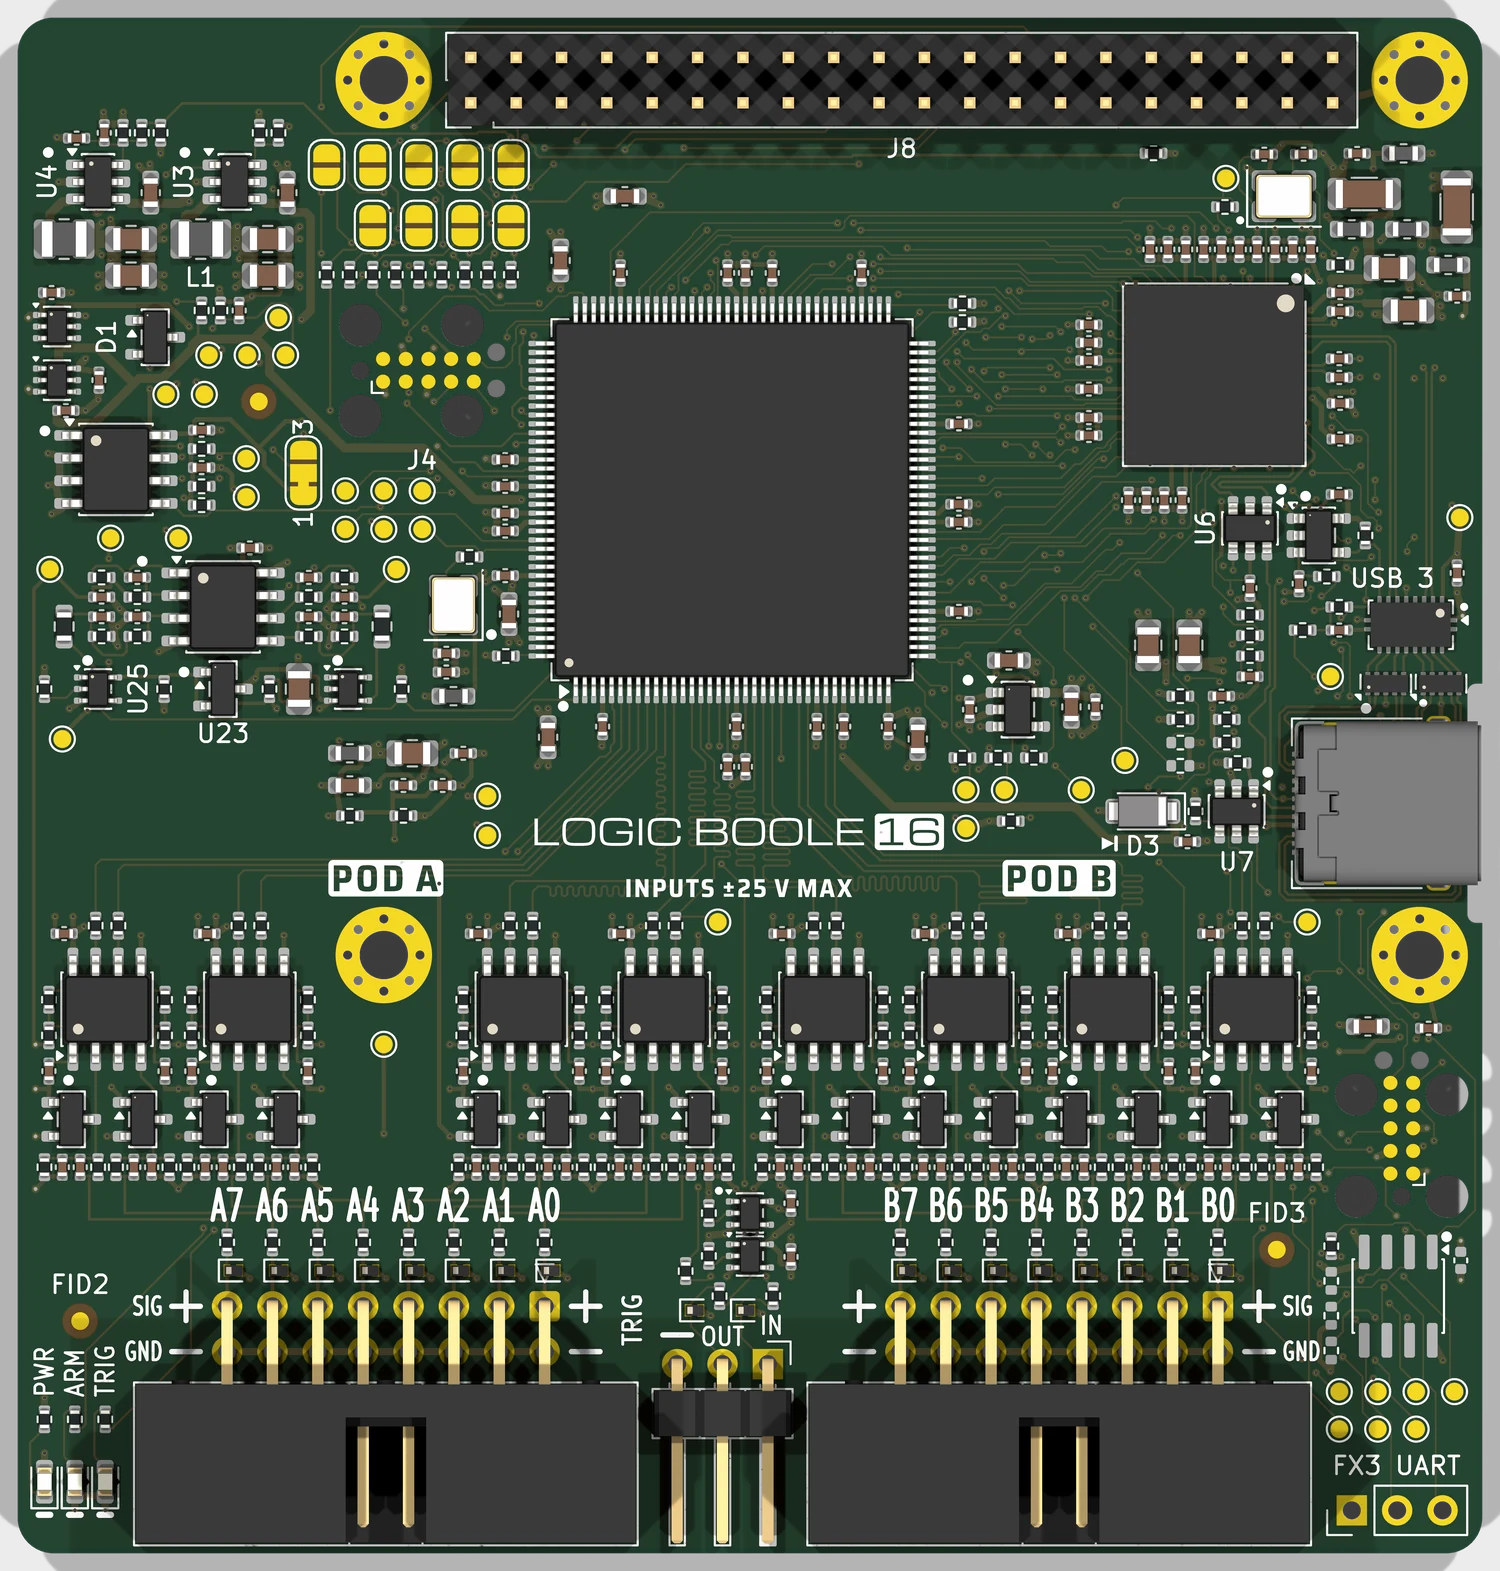 J8
U4
U3
L1
D1
3
1
J4
U6
USB 3
U25
U23
LOGIC BOOLE 16
D3
U7
POD A
INPUTS ±25 V MAX
POD B
A7 A6 A5 A4 A3 A2 A1 A0
B7 B6 B5 B4 B3 B2 B1 B0
FID3
FID2
SIG +
+
TRIG
+
+ SIG
− OUT IN
GND −
−
−
− GND
PWR
ARM
TRIG
FX3 UART